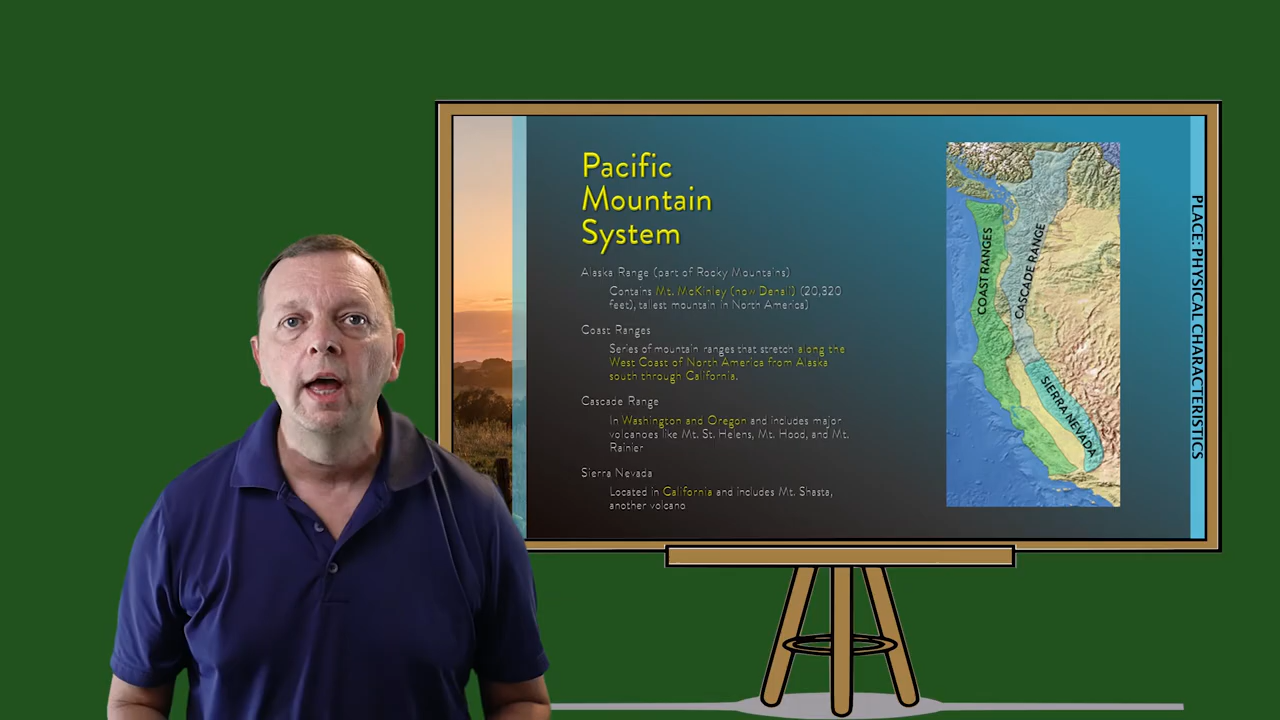 Pacific
Mountain
System
Alaska Range (part of Rocky Mountains)
Contains Mt. McKinley (now Denali) (20,320
feet), tallest mountain in North America)
Coast Ranges
Series of mountain ranges that stretch along the
West Coast of North America from Alaska
south through California.
Cascade Range
In Washington and Oregon and includes major
volcanoes like Mt. St. Helens, Mt. Hood, and Mt.
Rainier
Sierra Nevada
Located in California and includes Mt. Shasta,
another volcano
COAST RANGES
CASCADE RANGE
SIERRA NEVADA
PLACE: PHYSICAL CHARACTERISTICS